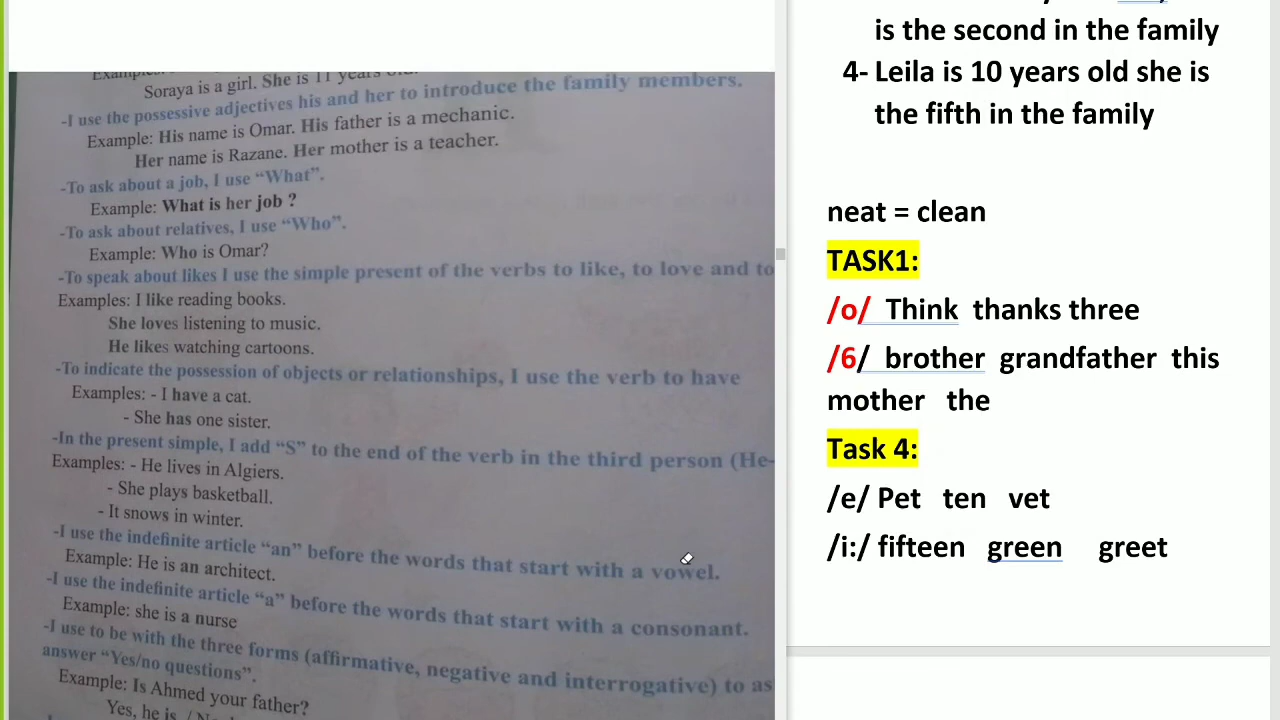 Soraya is a girl. She is 11 years
-I use the possessive adjectives his and her to introduce the family members.
Example: His name is Omar. His father is a mechanic.
Her name is Razane. Her mother is a teacher.
-To ask about a job, I use “What”.
Example: What is her job ?
-To ask about relatives, I use “Who”.
Example: Who is Omar?
-To speak about likes I use the simple present of the verbs to like, to love and to
Examples: I like reading books.
She loves listening to music.
He likes watching cartoons.
-To indicate the possession of objects or relationships, I use the verb to have
Examples: - I have a cat.
- She has one sister.
-In the present simple, I add “S” to the end of the verb in the third person (He-
Examples: - He lives in Algiers.
- She plays basketball.
- It snows in winter.
-I use the indefinite article “an” before the words that start with a vowel.
Example: He is an architect.
-I use the indefinite article “a” before the words that start with a consonant.
Example: she is a nurse
-I use to be with the three forms (affirmative, negative and interrogative) to as
answer “Yes/no questions”.
Example: Is Ahmed your father?
Yes, he is.
is the second in the family
4- Leila is 10 years old she is
the fifth in the family
neat = clean
TASK1:
/o/ Think thanks three
/6/ brother grandfather this
mother the
Task 4:
/e/ Pet ten vet
/i:/ fifteen green greet